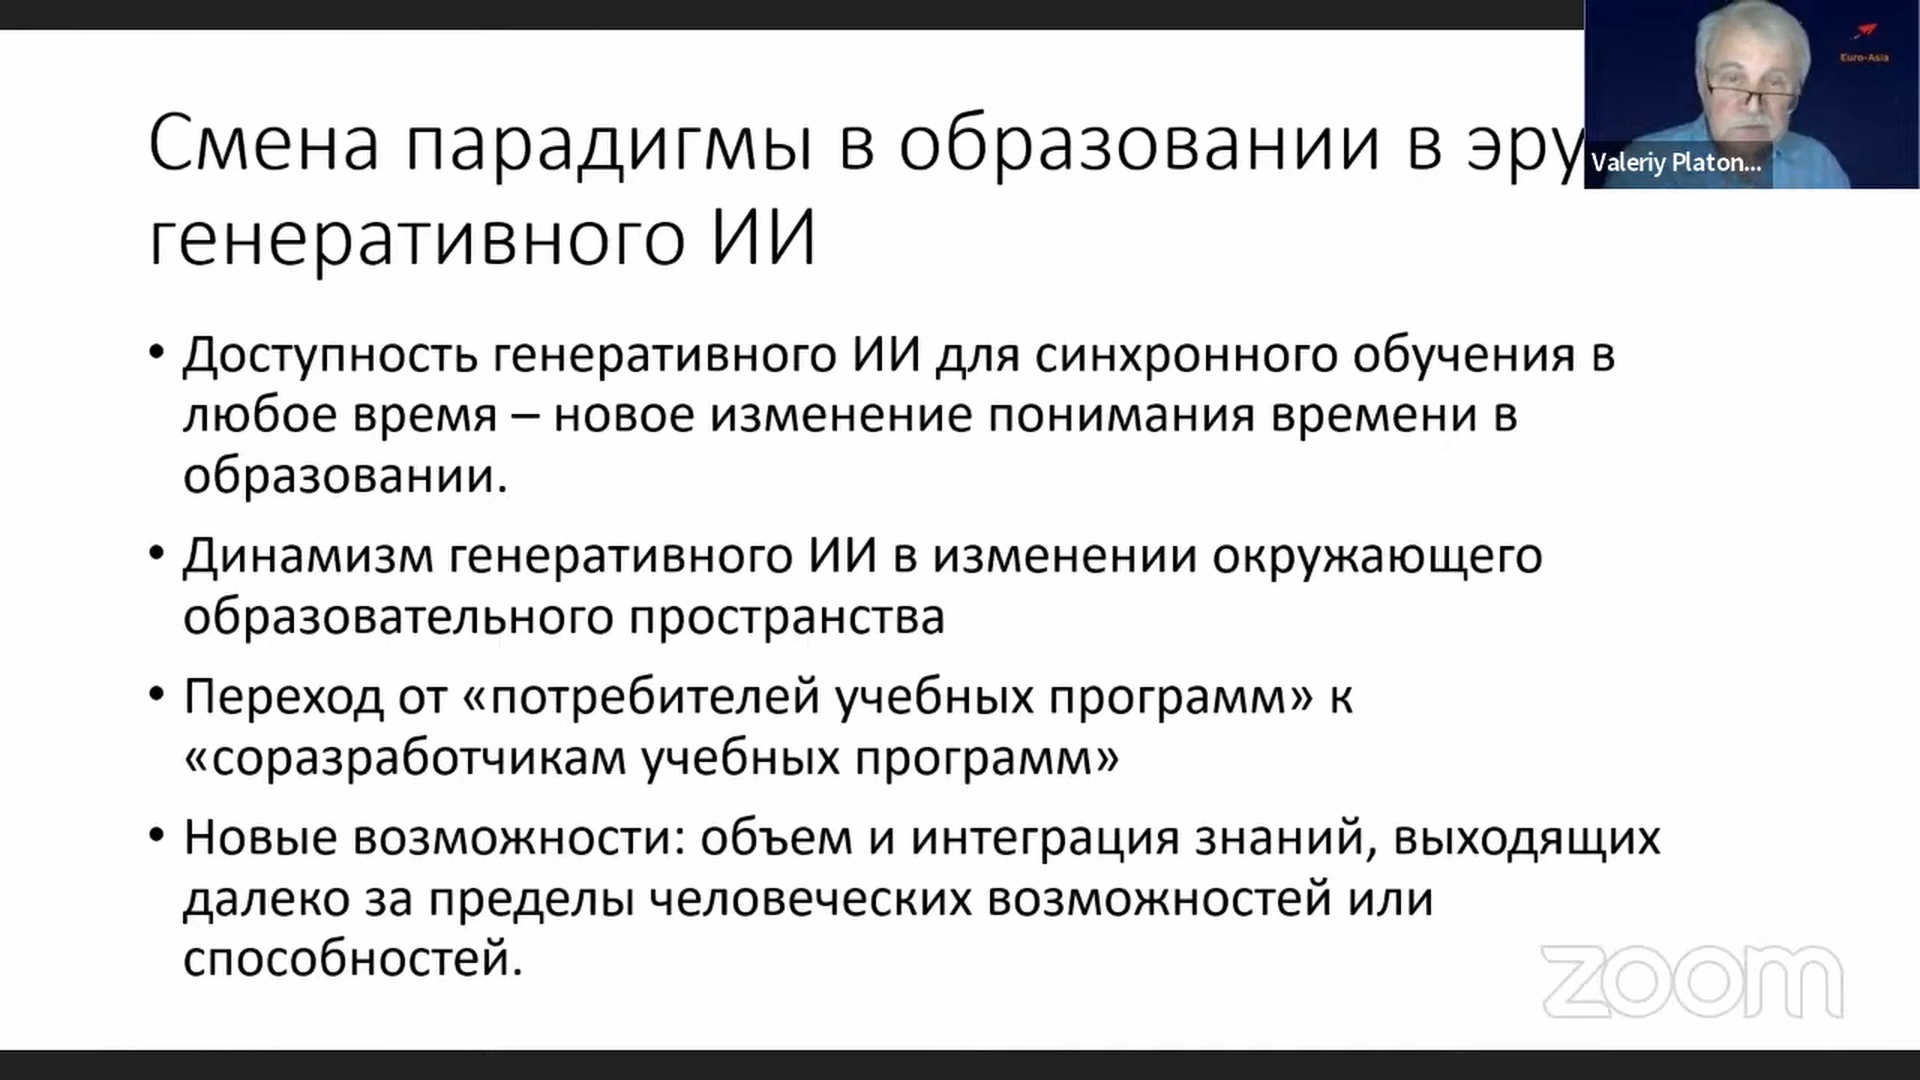 Смена парадигмы в образовании в эру
генеративного ИИ
Euro-Asia
Valeriy Platon...
• Доступность генеративного ИИ для синхронного обучения в
любое время – новое изменение понимания времени в
образовании.
• Динамизм генеративного ИИ в изменении окружающего
образовательного пространства
• Переход от «потребителей учебных программ» к
«соразработчикам учебных программ»
• Новые возможности: объем и интеграция знаний, выходящих
далеко за пределы человеческих возможностей или
способностей.
zoom